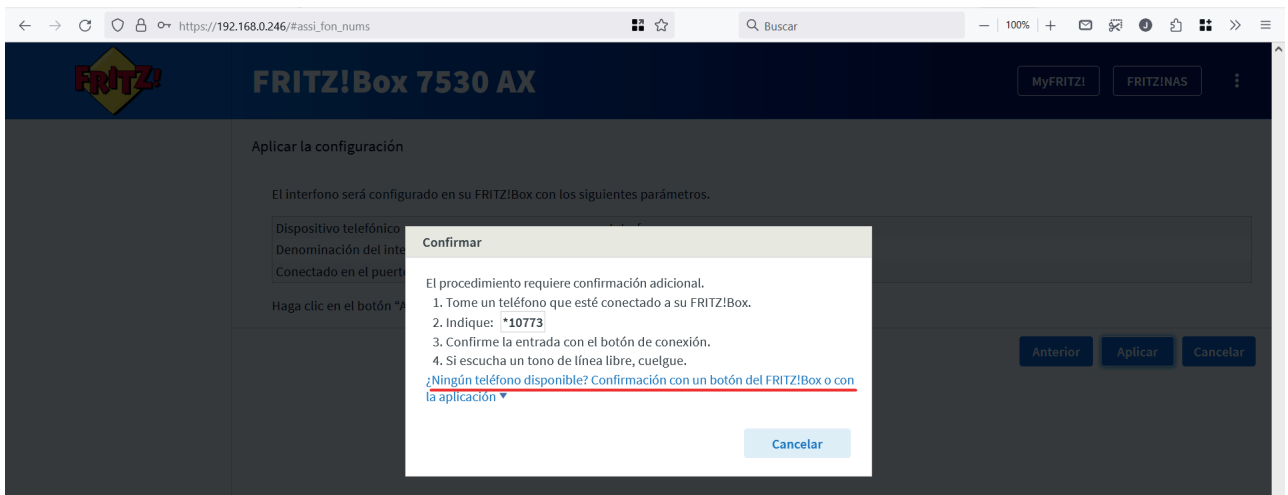 https://192.168.0.246/#assi_fon_nums
Buscar
100%
FRITZ!
FRITZ!Box 7530 AX
MyFRITZ!
FRITZ!NAS
Aplicar la configuración
El interfono será configurado en su FRITZ!Box con los siguientes parámetros.
Dispositivo telefónico
Denominación del inte
Conectado en el puert
Haga clic en el botón "A
Confirmar
El procedimiento requiere confirmación adicional.
1. Tome un teléfono que esté conectado a su FRITZ!Box.
2. Indique: *10773
3. Confirme la entrada con el botón de conexión.
4. Si escucha un tono de línea libre, cuelgue.
¿Ningún teléfono disponible? Confirmación con un botón del FRITZ!Box o con
la aplicación
Cancelar
Anterior
Aplicar
Cancelar